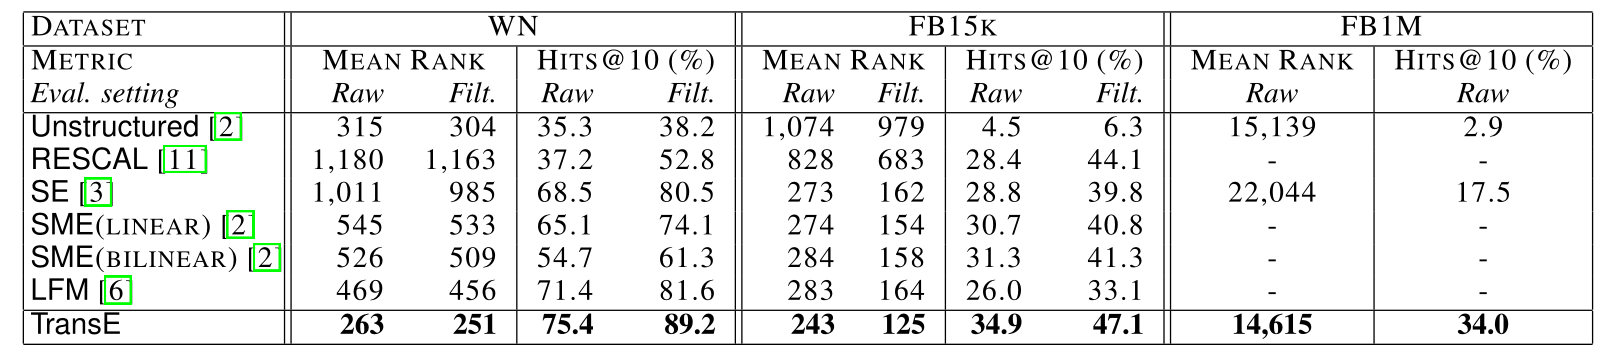 DATASET WN FB15K FB1M
METRIC MEAN RANK HITS@10 (%) MEAN RANK HITS@10 (%) MEAN RANK HITS@10 (%)
Eval. setting Raw Filt. Raw Filt. Raw Filt. Raw Filt. Raw Raw
Unstructured [2] 315 304 35.3 38.2 1,074 979 4.5 6.3 15,139 2.9
RESCAL [11] 1,180 1,163 37.2 52.8 828 683 28.4 44.1 - -
SE [3] 1,011 985 68.5 80.5 273 162 28.8 39.8 22,044 17.5
SME(LINEAR) [2] 545 533 65.1 74.1 274 154 30.7 40.8 - -
SME(BILINEAR) [2] 526 509 54.7 61.3 284 158 31.3 41.3 - -
LFM [6] 469 456 71.4 81.6 283 164 26.0 33.1 - -
TransE 263 251 75.4 89.2 243 125 34.9 47.1 14,615 34.0